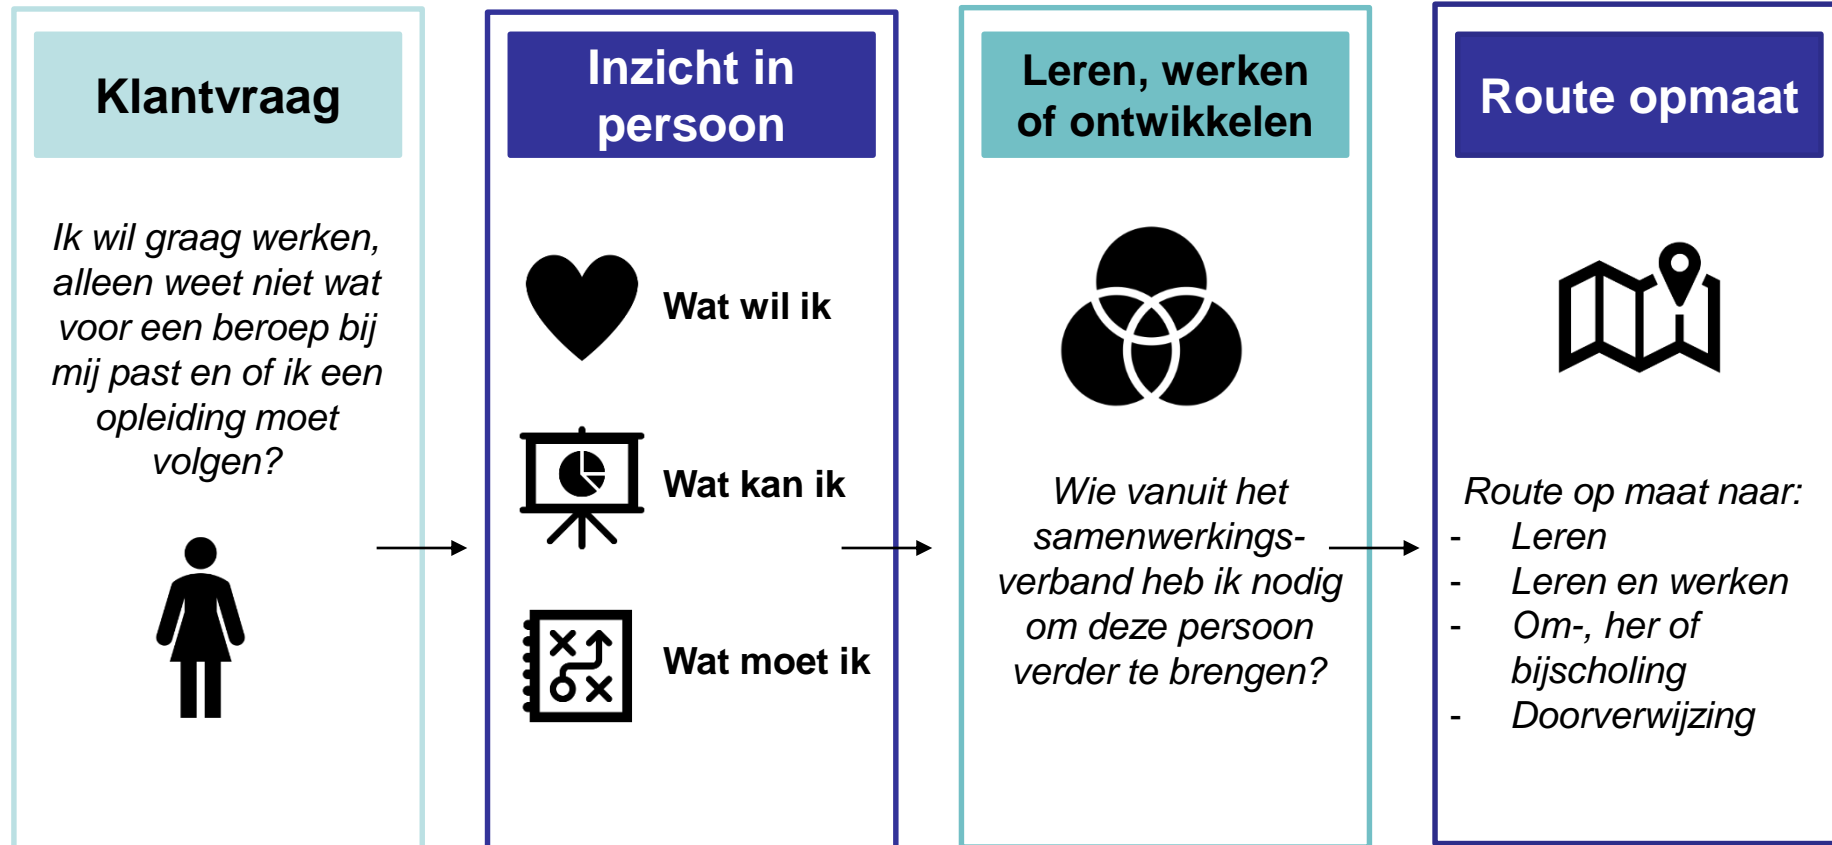 Klantvraag
Ik wil graag werken,
alleen weet niet wat
voor een beroep bij
mij past en of ik een
opleiding moet
volgen?
Inzicht in
persoon
Wat wil ik
Wat kan ik
Wat moet ik
Leren, werken
of ontwikkelen
Wie vanuit het
samenwerkings-
verband heb ik nodig
om deze persoon
verder te brengen?
Route opmaat
Route op maat naar:
- Leren
- Leren en werken
- Om-, her of
bijscholing
- Doorverwijzing